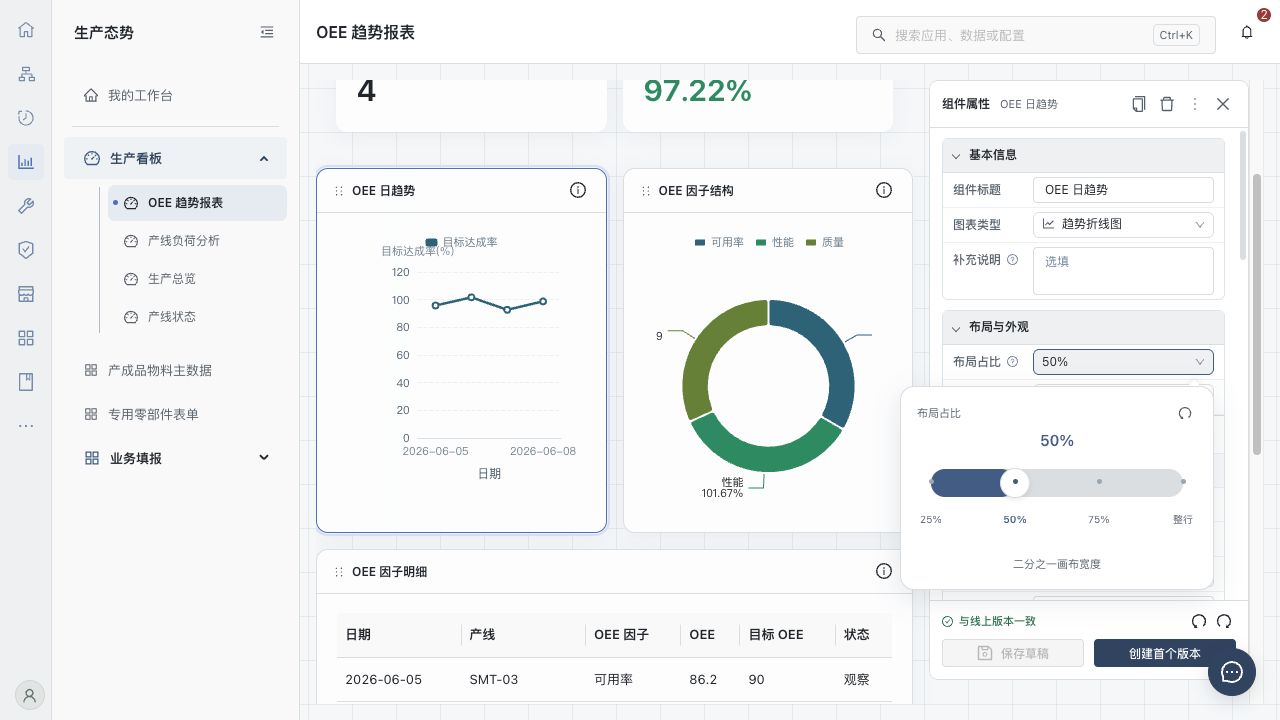 生产态势
我的工作台
生产看板
OEE 趋势报表
产线负荷分析
生产总览
产线状态
产成品物料主数据
专用零部件表单
业务填报
OEE 趋势报表
搜索应用、数据或配置
Ctrl+K
2
4
97.22%
OEE 日趋势
目标达成率
目标达成率(%)
120
100
80
60
40
20
0
2026-06-05
2026-06-08
日期
OEE 因子结构
可用率
性能
质量
9
性能
101.67%
OEE 因子明细
日期 产线 OEE 因子 OEE 目标 OEE 状态
2026-06-05 SMT-03 可用率 86.2 90 观察
组件属性 OEE 日趋势
基本信息
组件标题 OEE 日趋势
图表类型 趋势折线图
补充说明 选填
布局与外观
布局占比 50%
布局占比
50%
25% 50% 75% 整行
二分之一画布宽度
与线上版本一致
保存草稿 创建首个版本